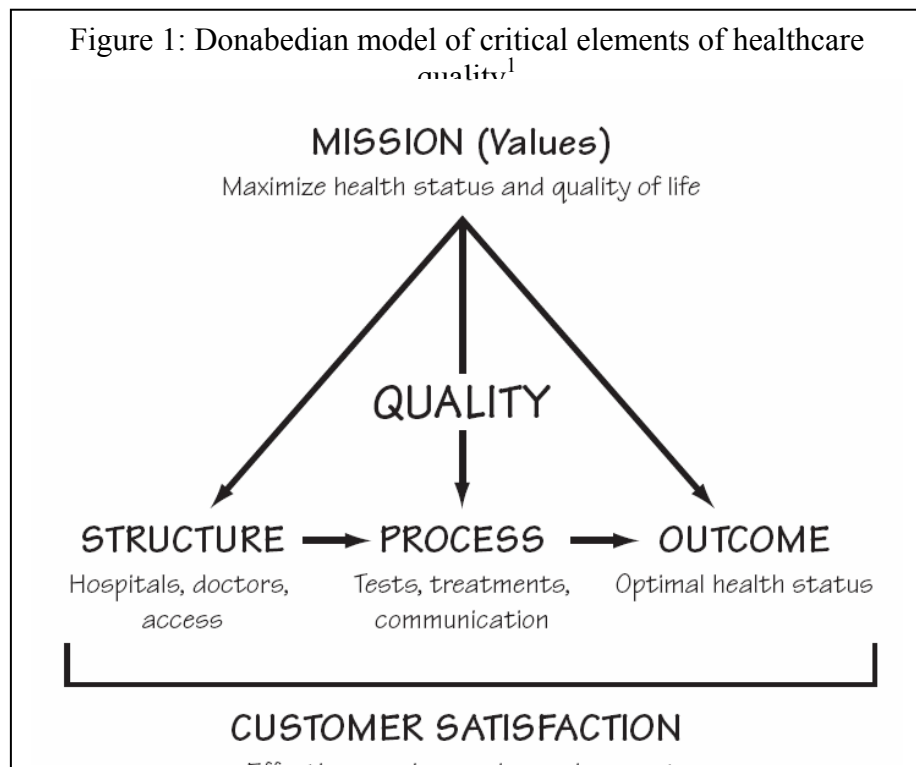 Figure 1: Donabedian model of critical elements of healthcare
quality1
MISSION (Values)
Maximize health status and quality of life
QUALITY
STRUCTURE PROCESS OUTCOME
Hospitals, doctors, Tests, treatments, Optimal health status
access communication
CUSTOMER SATISFACTION